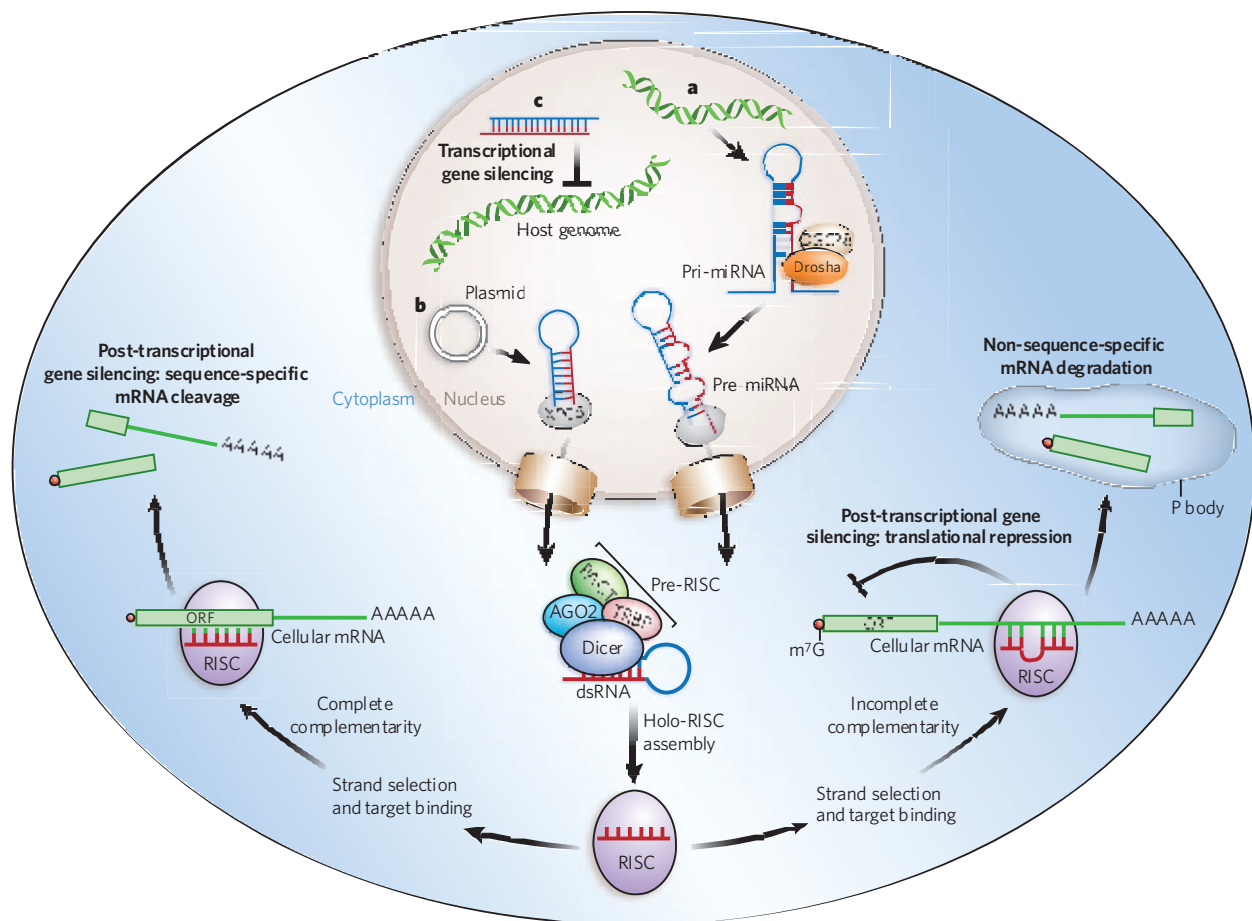 c
a
Transcriptional
gene silencing
Host genome
Drosha
Pri-miRNA
b
Plasmid
Pre-miRNA
Cytoplasm
Nucleus
Post-transcriptional
gene silencing: sequence-specific
mRNA cleavage
AAAAA
Non-sequence-specific
mRNA degradation
AAAAA
P body
Post-transcriptional gene
silencing: translational repression
Pre-RISC
AGO2
Dicer
dsRNA
ORF
AAAAA
Cellular mRNA
RISC
m⁷G
Cellular mRNA
AAAAA
RISC
Complete
complementarity
Holo-RISC
assembly
Incomplete
complementarity
Strand selection
and target binding
Strand selection
and target binding
RISC